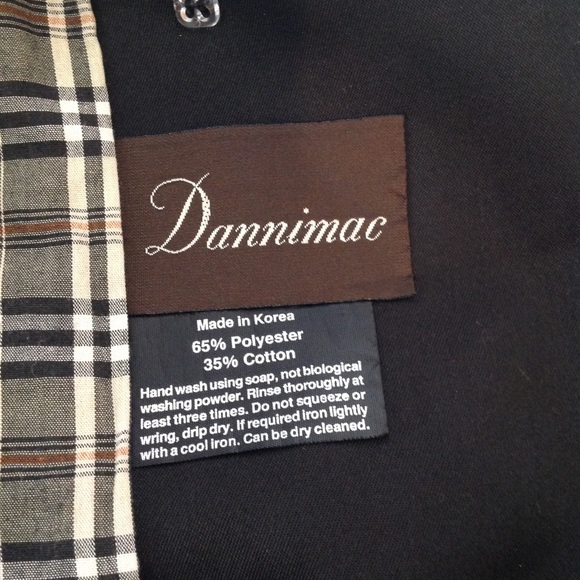 Dannimac
Made in Korea
65% Polyester
35% Cotton
Hand wash using soap, not biological
washing powder. Rinse thoroughly at
least three times. Do not squeeze or
wring, drip dry. If required iron lightly
with a cool iron. Can be dry cleaned.